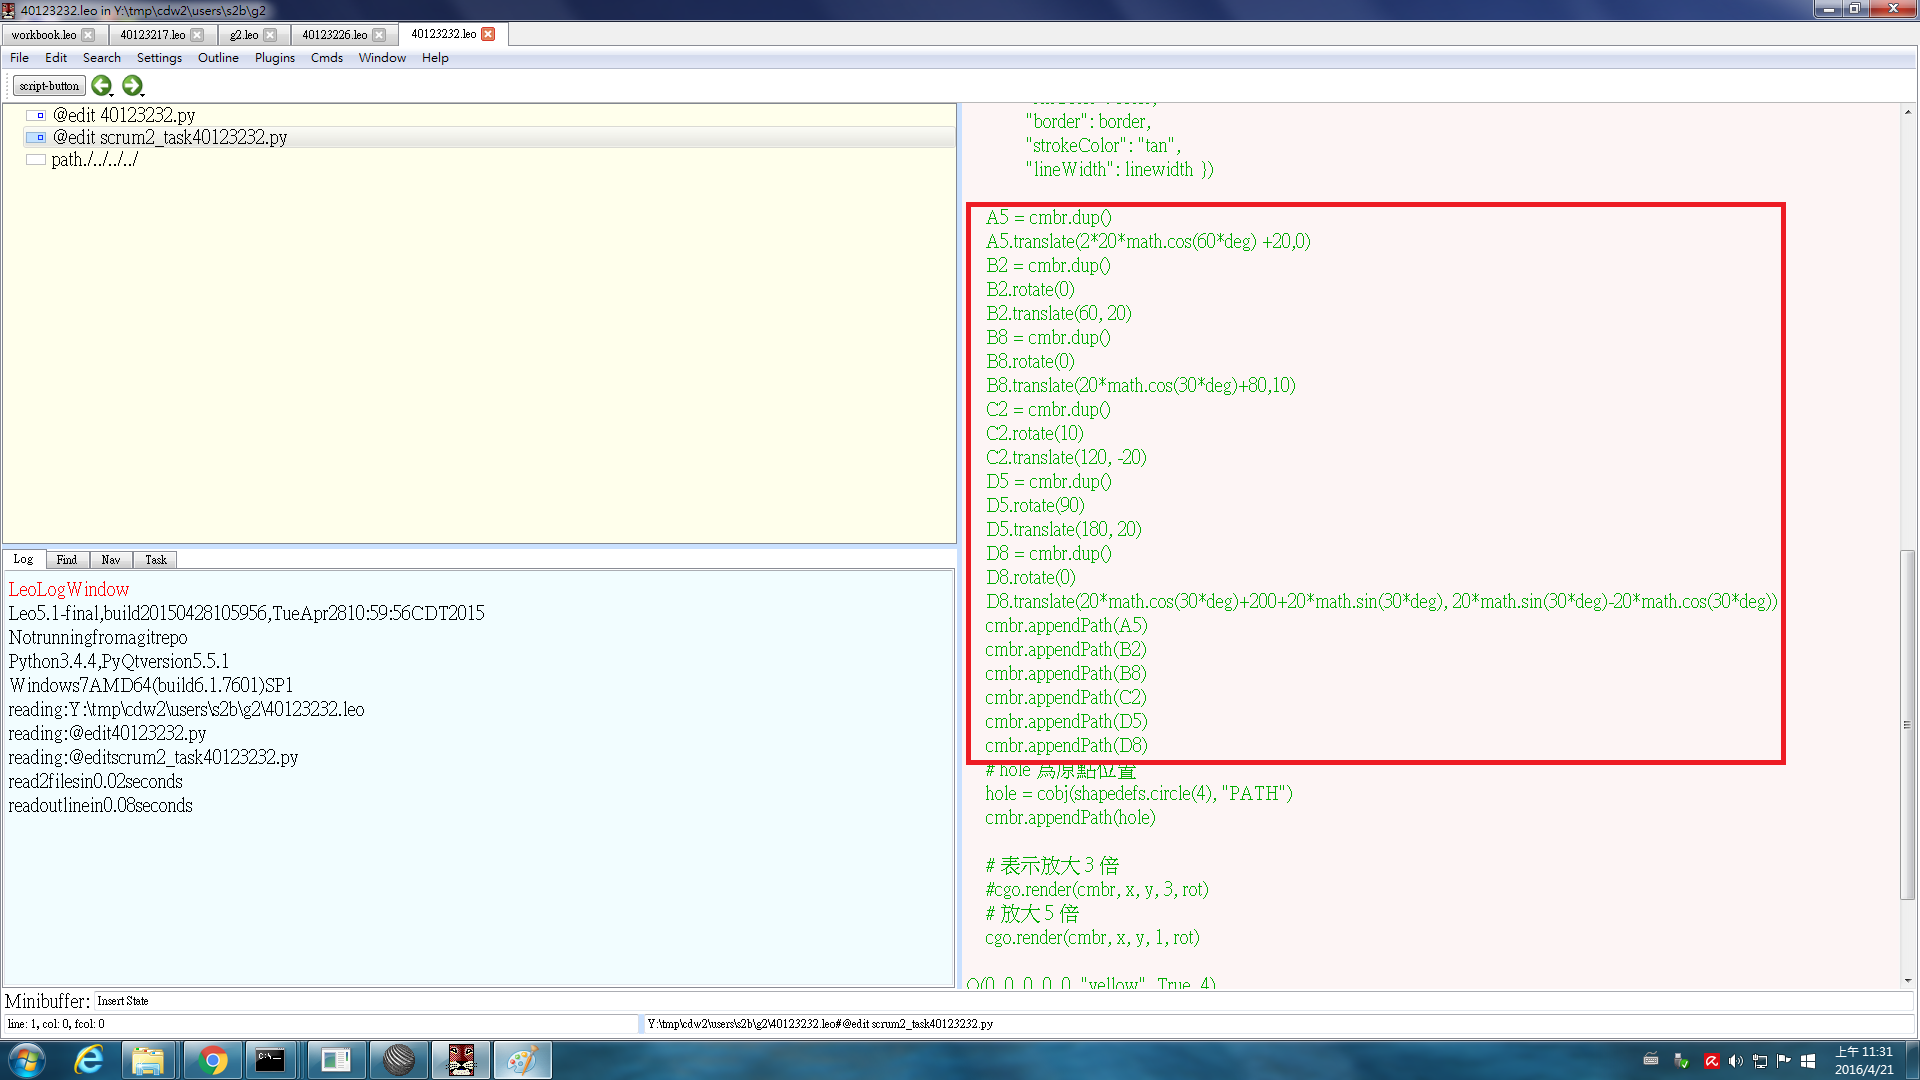 40123232.leo in Y:\tmp\cdw2\users\s2b\g2
workbook.leo
40123217.leo
g2.leo
40123226.leo
40123232.leo
File Edit Search Settings Outline Plugins Cmds Window Help
script-button
@edit 40123232.py
@edit scrum2_task40123232.py
path./../../../
Log Find Nav Task
LeoLogWindow
Leo5.1-final,build20150428105956,TueApr2810:59:56CDT2015
Notrunningfromagitrepo
Python3.4.4,PyQtversion5.5.1
Windows7AMD64(build6.1.7601)SP1
reading:Y:\tmp\cdw2\users\s2b\g2\40123232.leo
reading:@edit40123232.py
reading:@editscrum2_task40123232.py
read2filesin0.02seconds
readoutlinein0.08seconds
"border": border,
"strokeColor": "tan",
"lineWidth": linewidth })
A5 = cmbr.dup()
A5.translate(2*20*math.cos(60*deg) +20,0)
B2 = cmbr.dup()
B2.rotate(0)
B2.translate(60, 20)
B8 = cmbr.dup()
B8.rotate(0)
B8.translate(20*math.cos(30*deg)+80,10)
C2 = cmbr.dup()
C2.rotate(10)
C2.translate(120, -20)
D5 = cmbr.dup()
D5.rotate(90)
D5.translate(180, 20)
D8 = cmbr.dup()
D8.rotate(0)
D8.translate(20*math.cos(30*deg)+200+20*math.sin(30*deg), 20*math.sin(30*deg)-20*math.cos(30*deg))
cmbr.appendPath(A5)
cmbr.appendPath(B2)
cmbr.appendPath(B8)
cmbr.appendPath(C2)
cmbr.appendPath(D5)
cmbr.appendPath(D8)
# hole 為原點位置
hole = cobj(shapedefs.circle(4), "PATH")
cmbr.appendPath(hole)
# 表示放大 3 倍
#cgo.render(cmbr, x, y, 3, rot)
# 放大 5 倍
cgo.render(cmbr, x, y, 1, rot)
O(0, 0, 0, 0, 0, "yellow", True, 4)
Minibuffer: Insert State
line: 1, col: 0, fcol: 0
Y:\tmp\cdw2\users\s2b\g2\40123232.leo#@edit scrum2_task40123232.py
上午 11:31
2016/4/21